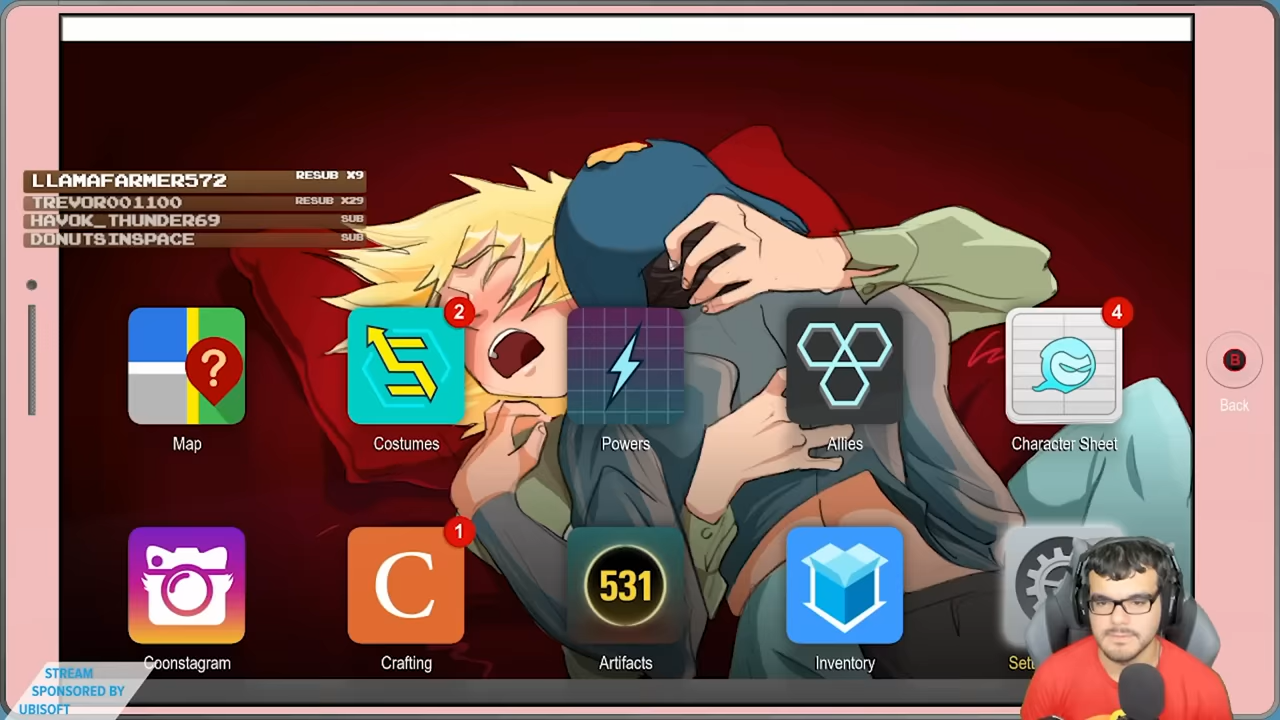 LLAMAFARMER572 RESUB X9
TREVOR001100 RESUB X29
HAVOK_THUNDER69 SUB
DONUTSINSPACE SUB
2
4
?
B
Back
Map
Costumes
Powers
Allies
Character Sheet
1
C
531
Coonstagram
Crafting
Artifacts
Inventory
STREAM
SPONSORED BY
UBISOFT